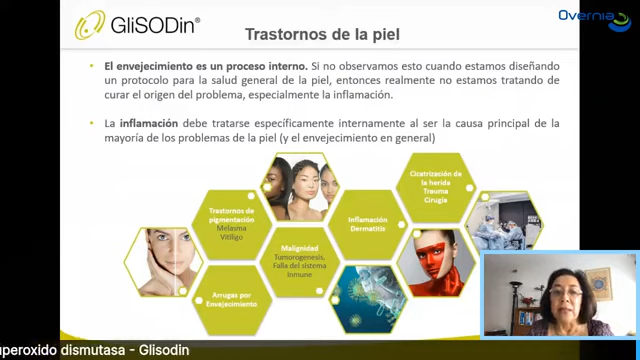 GliSODin®
Overnia
Trastornos de la piel
• El envejecimiento es un proceso interno. Si no observamos esto cuando estamos diseñando
un protocolo para la salud general de la piel, entonces realmente no estamos tratando de
curar el origen del problema, especialmente la inflamación.
• La inflamación debe tratarse específicamente internamente al ser la causa principal de la
mayoría de los problemas de la piel (y el envejecimiento en general)
Cicatrización de
la herida
Trauma
Cirugía
Trastornos de
pigmentación
Melasma
Vitiligo
Inflamación
Dermatitis
Malignidad
Tumorogenesis,
Falla del sistema
inmune
Arrugas por
Envejecimiento
uperoxido dismutasa - Glisodin